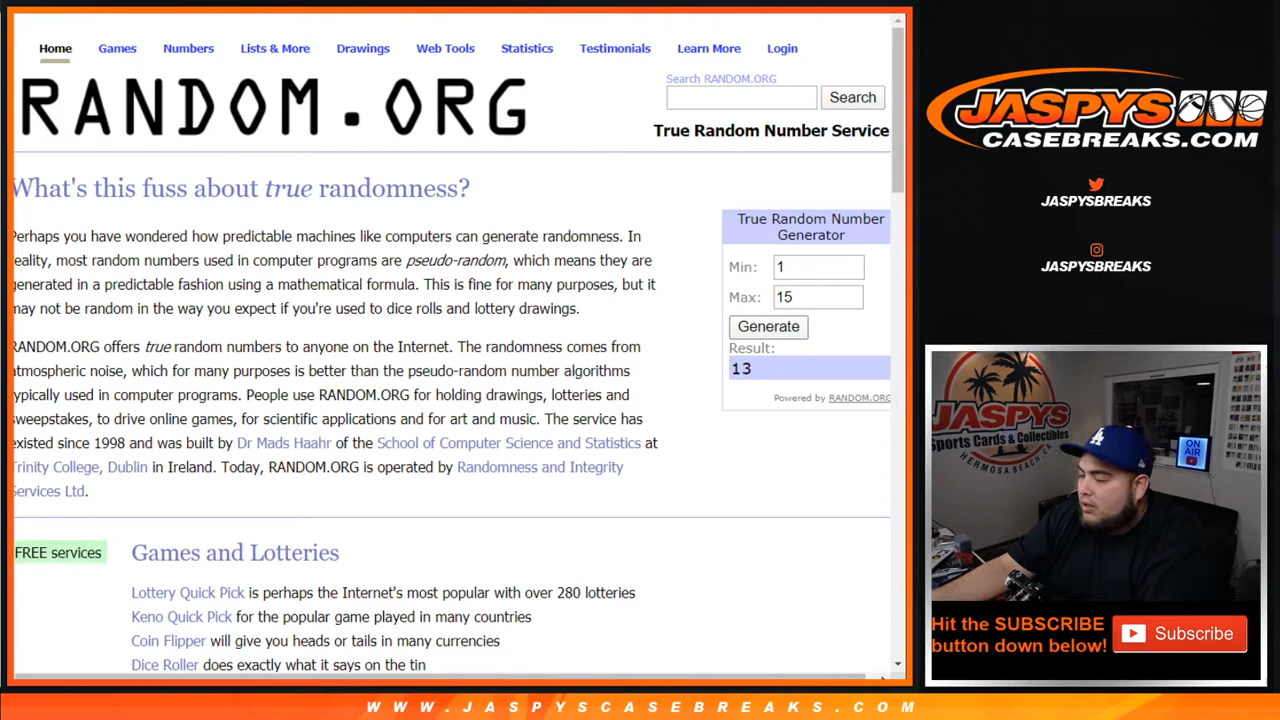 Home Games Numbers Lists & More Drawings Web Tools Statistics Testimonials Learn More Login
RANDOM.ORG
Search RANDOM.ORG
Search
True Random Number Service
What's this fuss about true randomness?
Perhaps you have wondered how predictable machines like computers can generate randomness. In
reality, most random numbers used in computer programs are pseudo-random, which means they are
generated in a predictable fashion using a mathematical formula. This is fine for many purposes, but it
may not be random in the way you expect if you're used to dice rolls and lottery drawings.
RANDOM.ORG offers true random numbers to anyone on the Internet. The randomness comes from
atmospheric noise, which for many purposes is better than the pseudo-random number algorithms
typically used in computer programs. People use RANDOM.ORG for holding drawings, lotteries and
sweepstakes, to drive online games, for scientific applications and for art and music. The service has
existed since 1998 and was built by Dr Mads Haahr of the School of Computer Science and Statistics at
Trinity College, Dublin in Ireland. Today, RANDOM.ORG is operated by Randomness and Integrity
Services Ltd.
True Random Number
Generator
Min: 1
Max: 15
Generate
Result:
13
Powered by RANDOM.ORG
FREE services
Games and Lotteries
Lottery Quick Pick is perhaps the Internet's most popular with over 280 lotteries
Keno Quick Pick for the popular game played in many countries
Coin Flipper will give you heads or tails in many currencies
Dice Roller does exactly what it says on the tin
JASPYS
CASEBREAKS.COM
JASPYSBREAKS
JASPYSBREAKS
JASPYS
Sports Cards & Collectibles
HERMOSA BEACH, CA
ON
AIR
LA
Hit the SUBSCRIBE
button down below!
Subscribe
WWW.JASPYSCASEBREAKS.COM